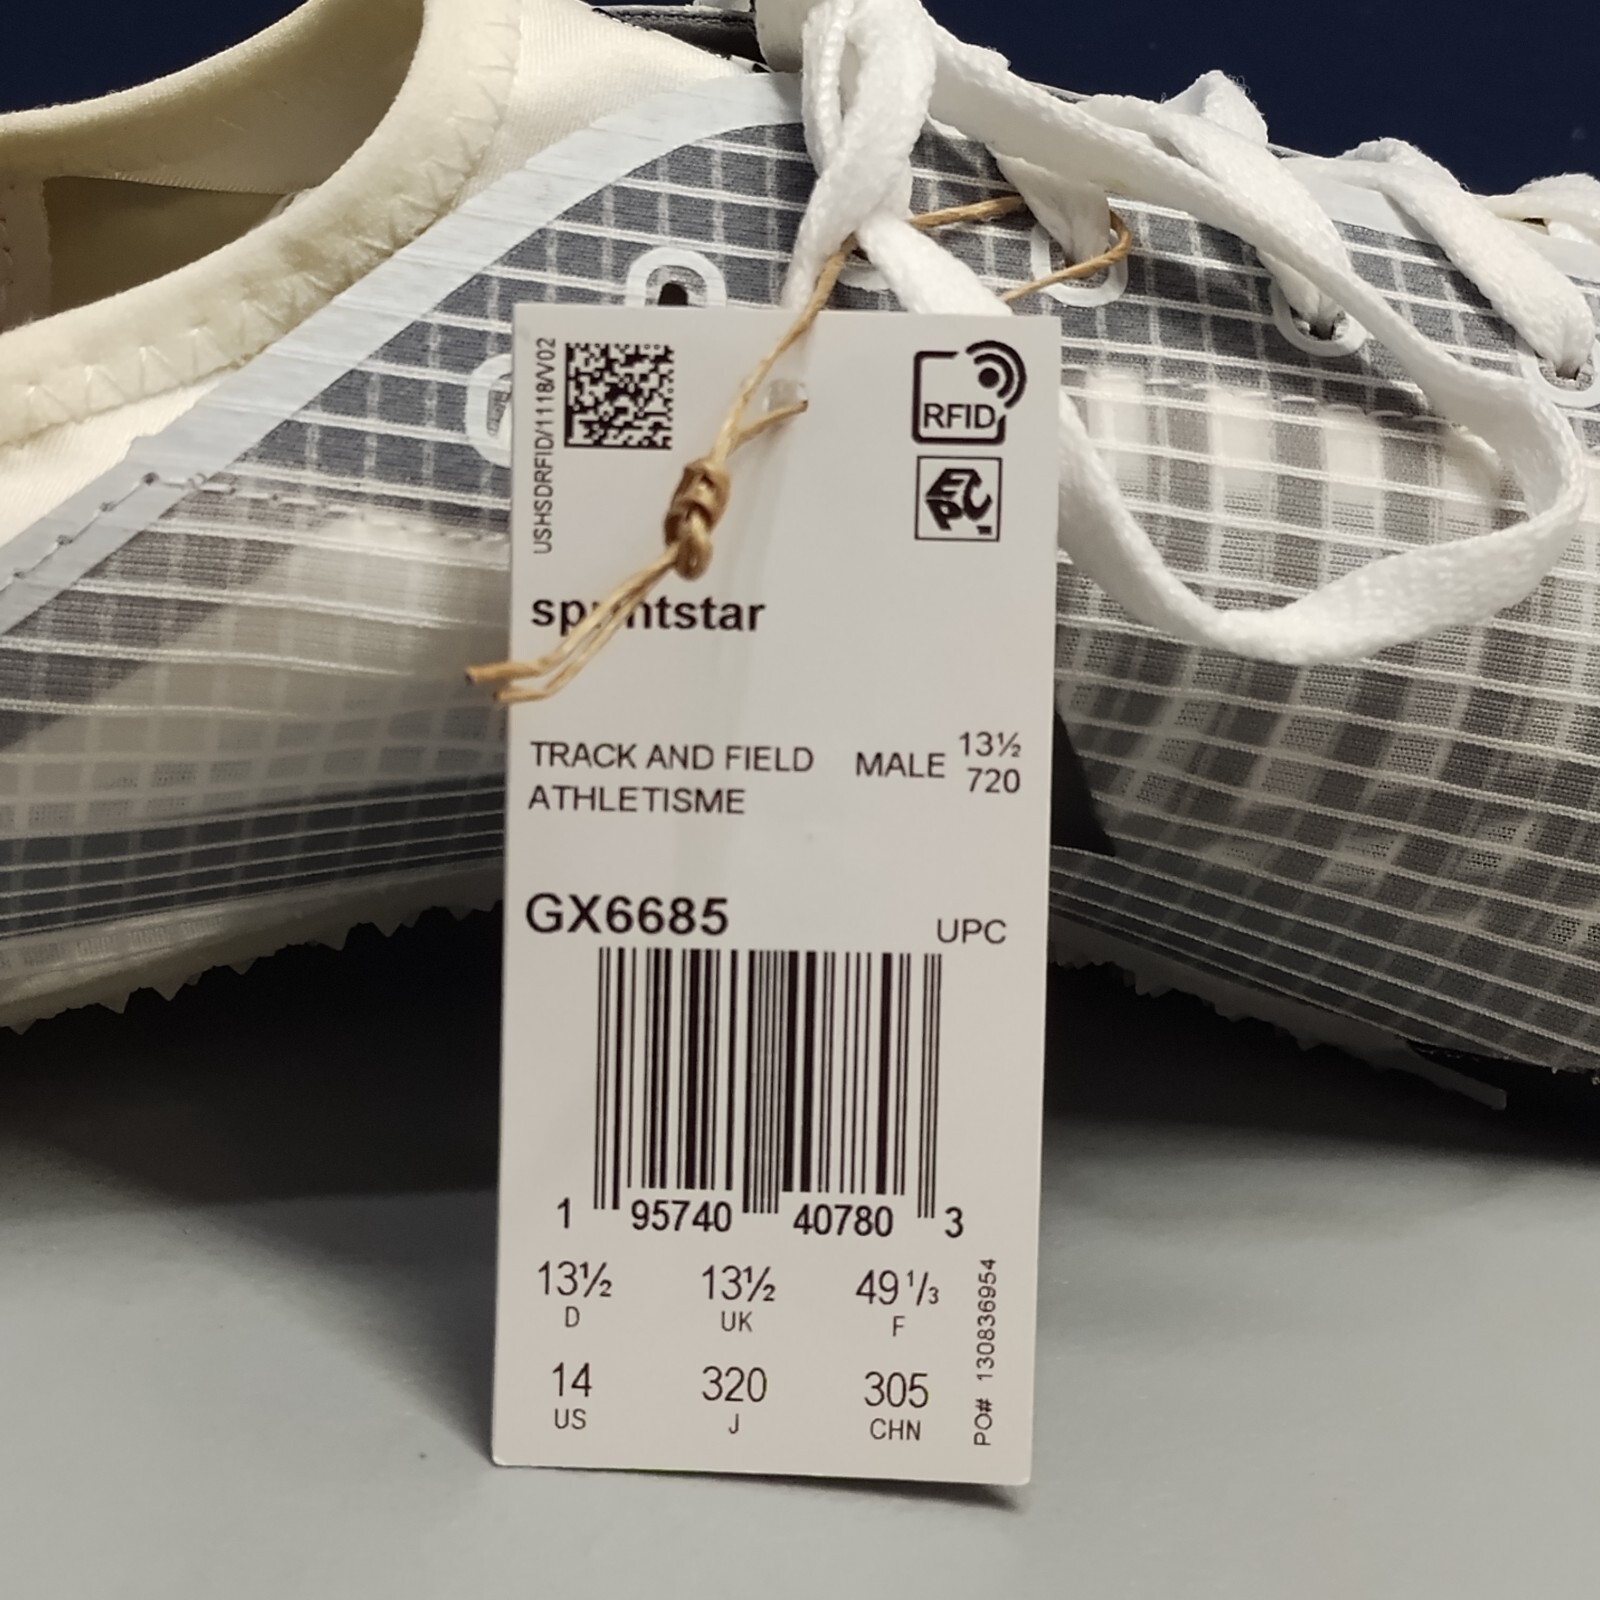 USHSDRFID/1118/V02
RFID
EPC
sprintstar
TRACK AND FIELD
ATHLETISME
MALE
13½
720
GX6685
UPC
1 95740 40780 3
13½ 13½ 49 1/3
D UK F
14 320 305
US J CHN
PO# 130836954